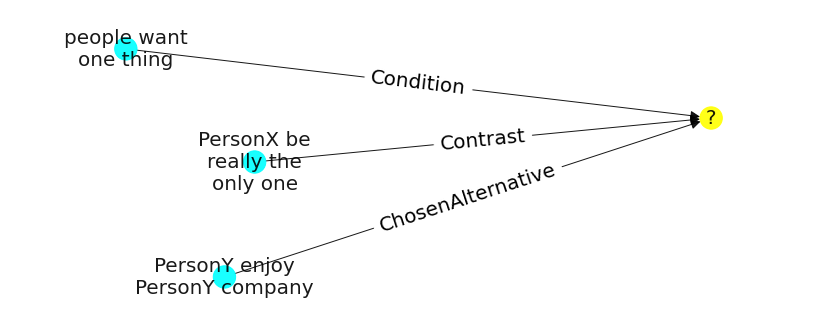 people want
one thing
Condition
?
PersonX be
really the
only one
Contrast
ChosenAlternative
PersonY enjoy
PersonY company